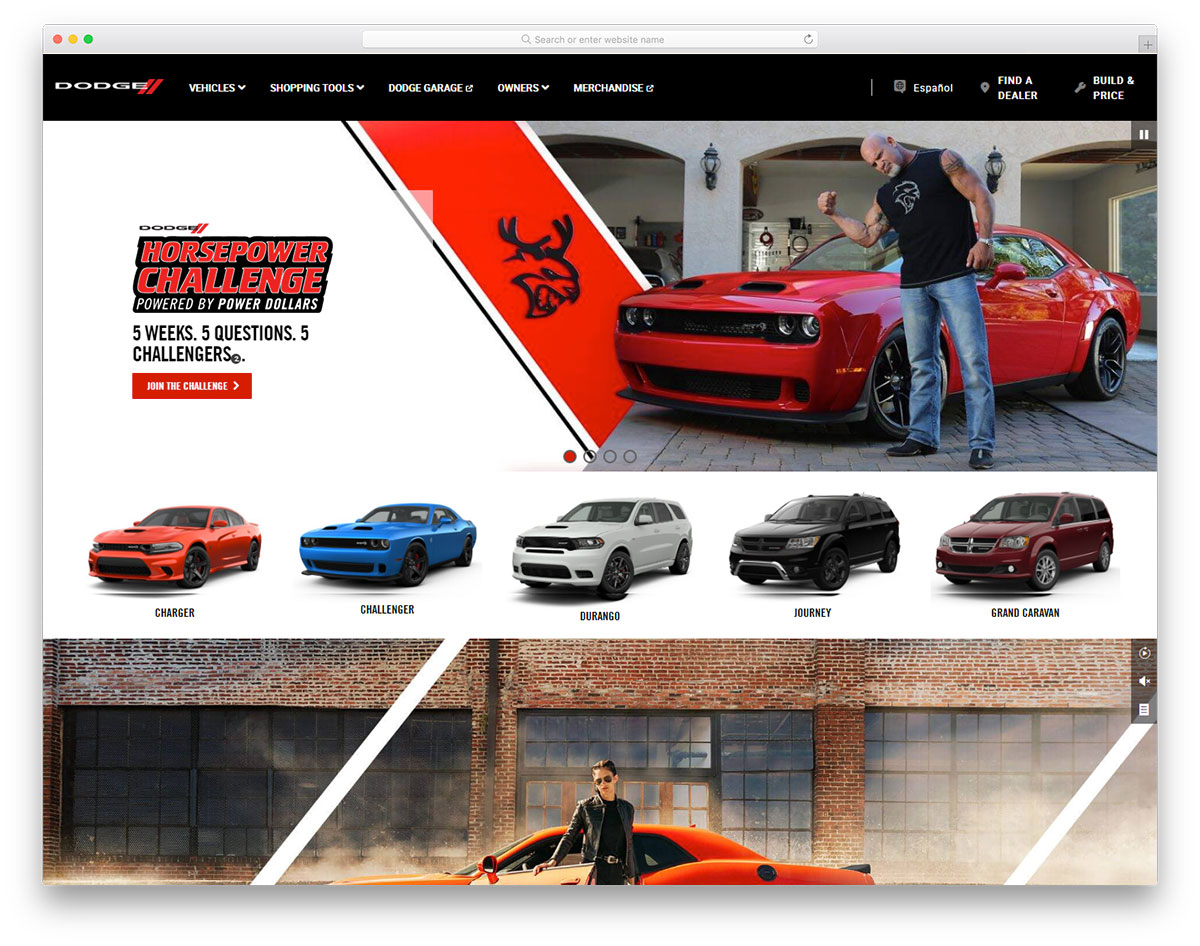 Search or enter website name
DODGE
VEHICLES
SHOPPING TOOLS
DODGE GARAGE
OWNERS
MERCHANDISE
Español
FIND A
DEALER
BUILD &
PRICE
DODGE
HORSEPOWER
CHALLENGE
POWERED BY POWER DOLLARS
5 WEEKS. 5 QUESTIONS. 5
CHALLENGERS2.
JOIN THE CHALLENGE
CHARGER
CHALLENGER
DURANGO
JOURNEY
GRAND CARAVAN